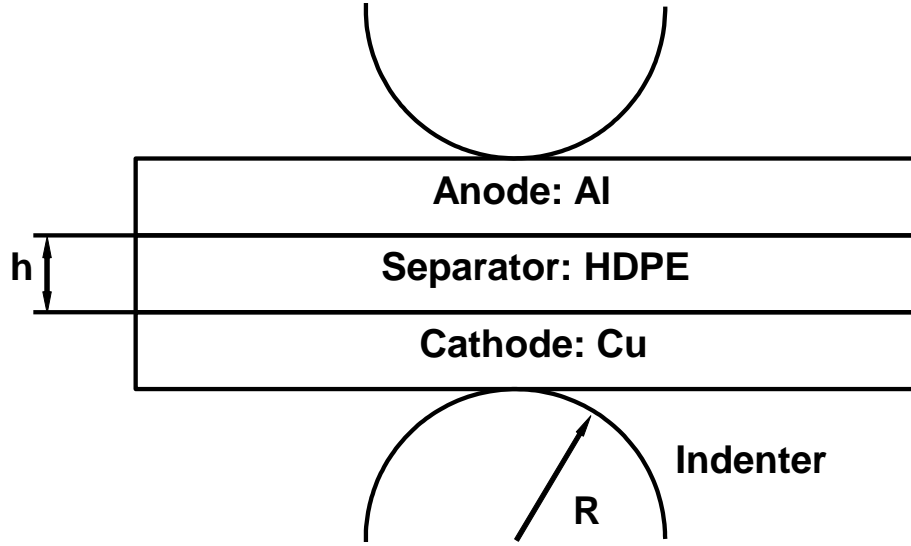 Anode: Al
h
Separator: HDPE
Cathode: Cu
Indenter
R